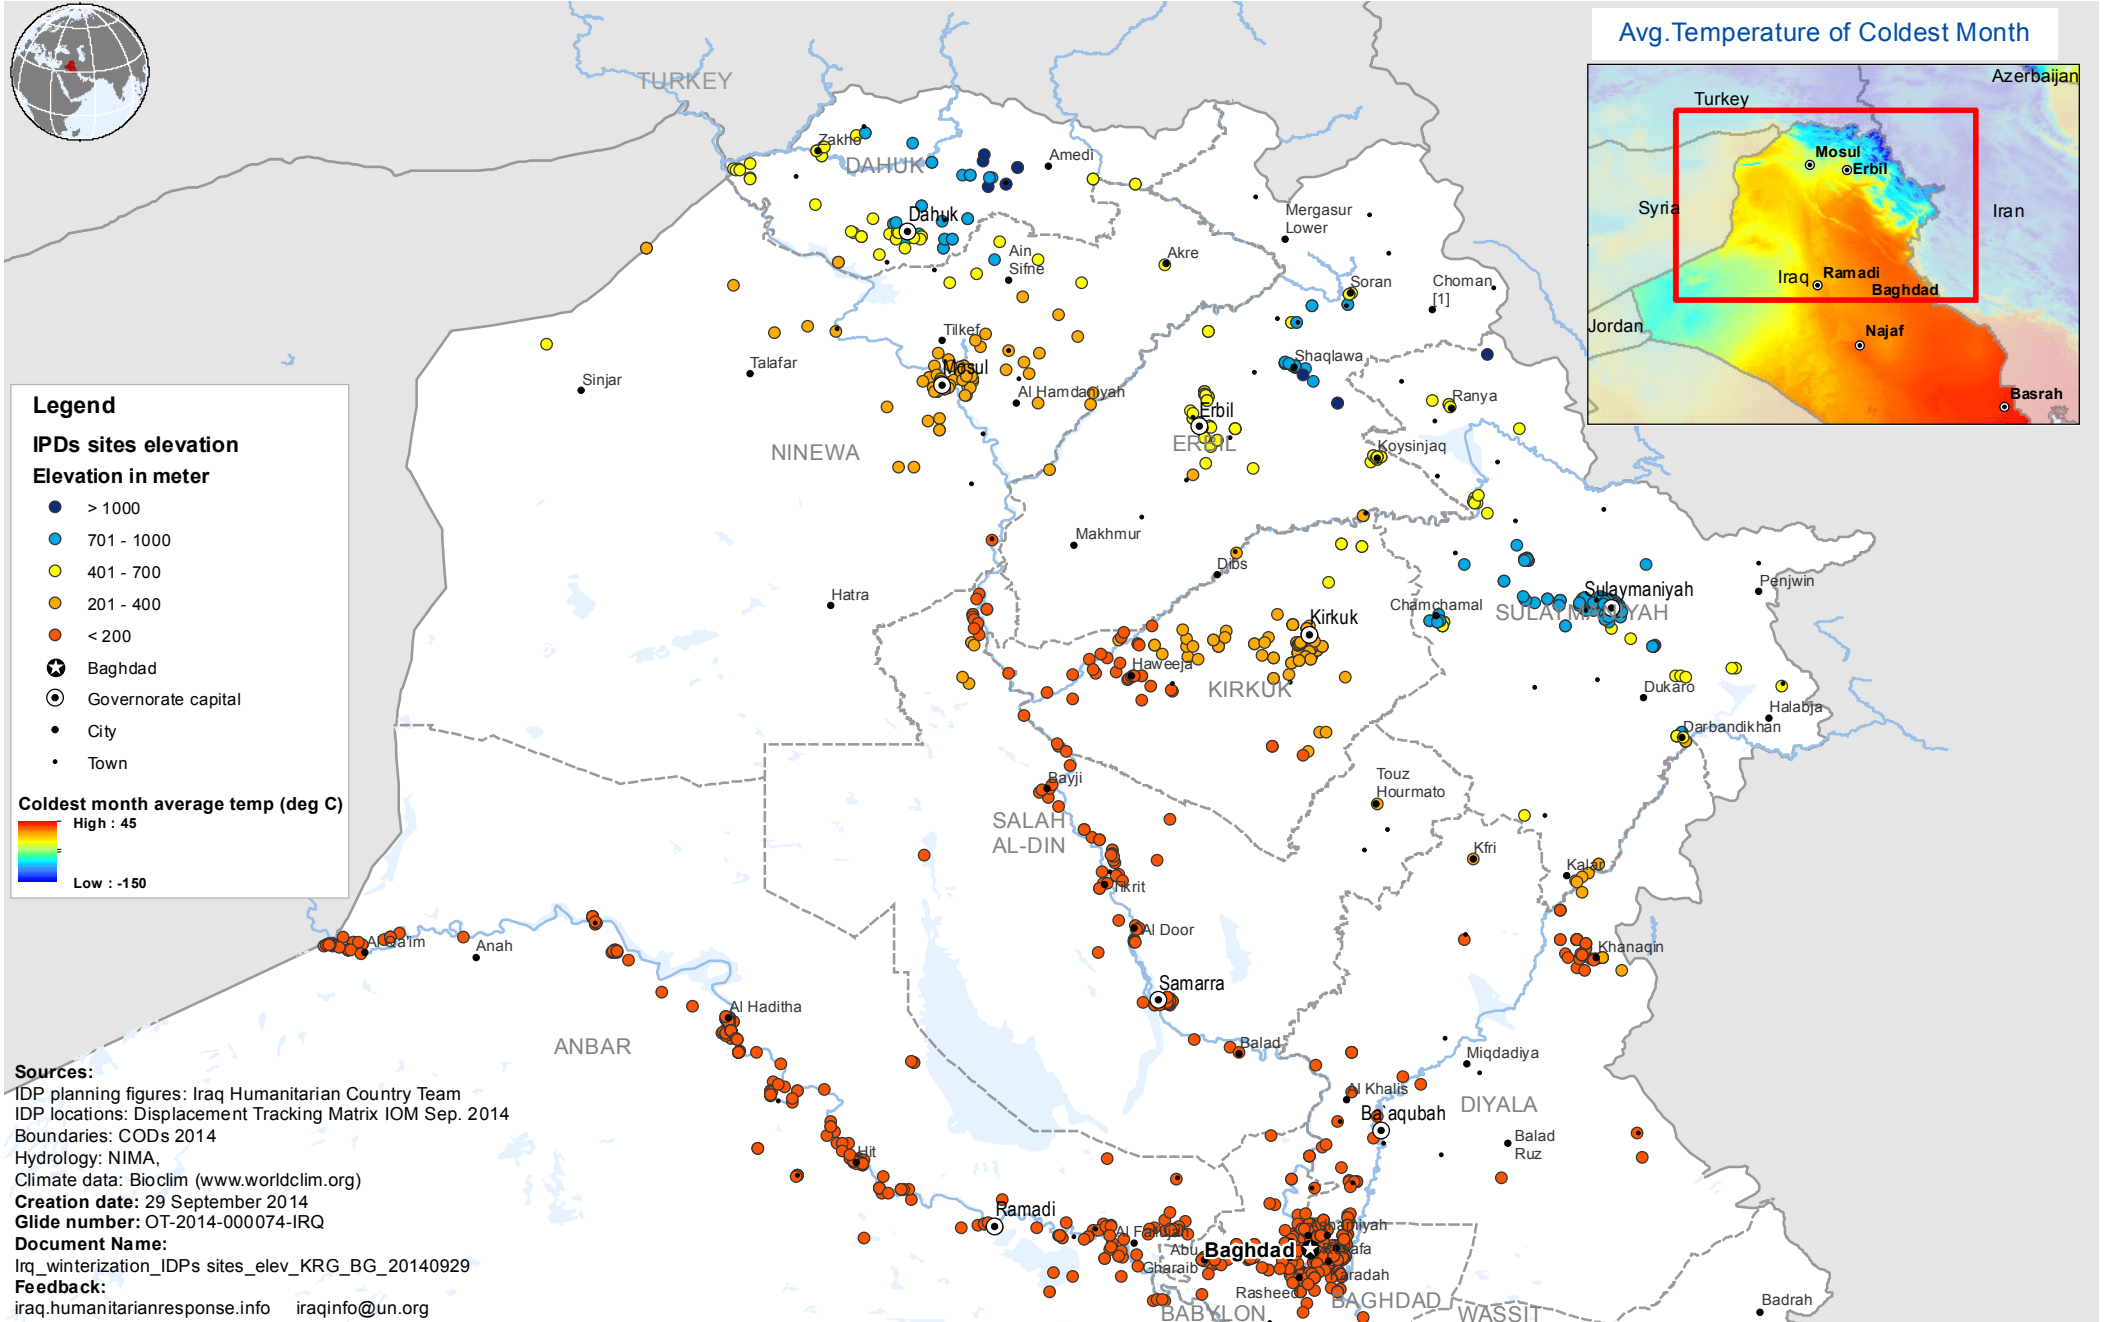 Avg.Temperature of Coldest Month
Azerbaijan
Turkey
Mosul
Erbil
Syria
Iran
Iraq
Ramadi
Baghdad
Jordan
Najaf
Basrah
TURKEY
Zakho
DAHUK
Amedi
Dahuk
Mergasur
Lower
Ain
Sifne
Akre
Soran
Choman
[1]
Tilkef
Mosul
Talafar
Sinjar
Al Hamdaniyah
Shaqlawa
Ranya
Erbil
ERBIL
Koysinjaq
NINEWA
Makhmur
Dibs
Hatra
Kirkuk
Chamchamal
Sulaymaniyah
SULAYMANIYAH
Penjwin
Haweeja
KIRKUK
Dukaro
Halabja
Darbandikhan
Bayji
Touz
Hourmato
SALAH
AL-DIN
Kfri
Kalar
Tikrit
Al Door
Khanaqin
Al Qa'im
Anah
Samarra
Al Haditha
ANBAR
Balad
Miqdadiya
Al Khalis
Ba`aqubah
DIYALA
Balad
Ruz
Hit
Ramadi
Al Fallujah
Abu
Gharaib
Baghdad
Rasheed
Karadah
BABYLON
BAGHDAD
WASSIT
Badrah
Legend
IPDs sites elevation
Elevation in meter
> 1000
701 - 1000
401 - 700
201 - 400
< 200
Baghdad
Governorate capital
City
Town
Coldest month average temp (deg C)
High : 45
Low : -150
Sources:
IDP planning figures: Iraq Humanitarian Country Team
IDP locations: Displacement Tracking Matrix IOM Sep. 2014
Boundaries: CODs 2014
Hydrology: NIMA,
Climate data: Bioclim (www.worldclim.org)
Creation date: 29 September 2014
Glide number: OT-2014-000074-IRQ
Document Name:
Irq_winterization_IDPs sites_elev_KRG_BG_20140929
Feedback:
iraq.humanitarianresponse.info iraqinfo@un.org